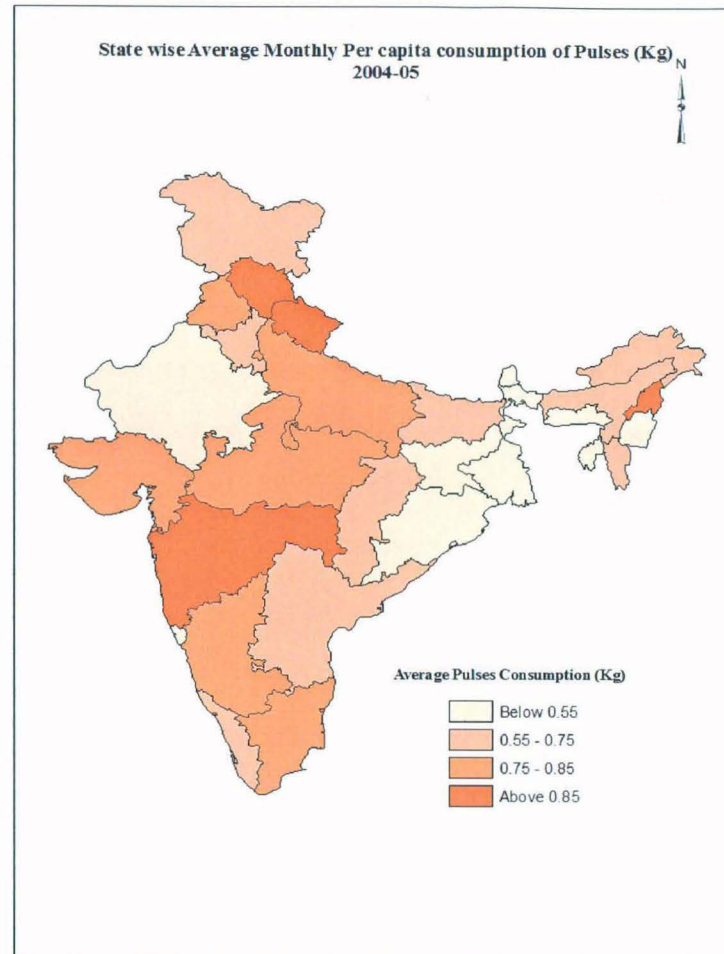 State wise Average Monthly Per capita consumption of Pulses (Kg)
2004-05
N
Average Pulses Consumption (Kg)
Below 0.55
0.55 - 0.75
0.75 - 0.85
Above 0.85